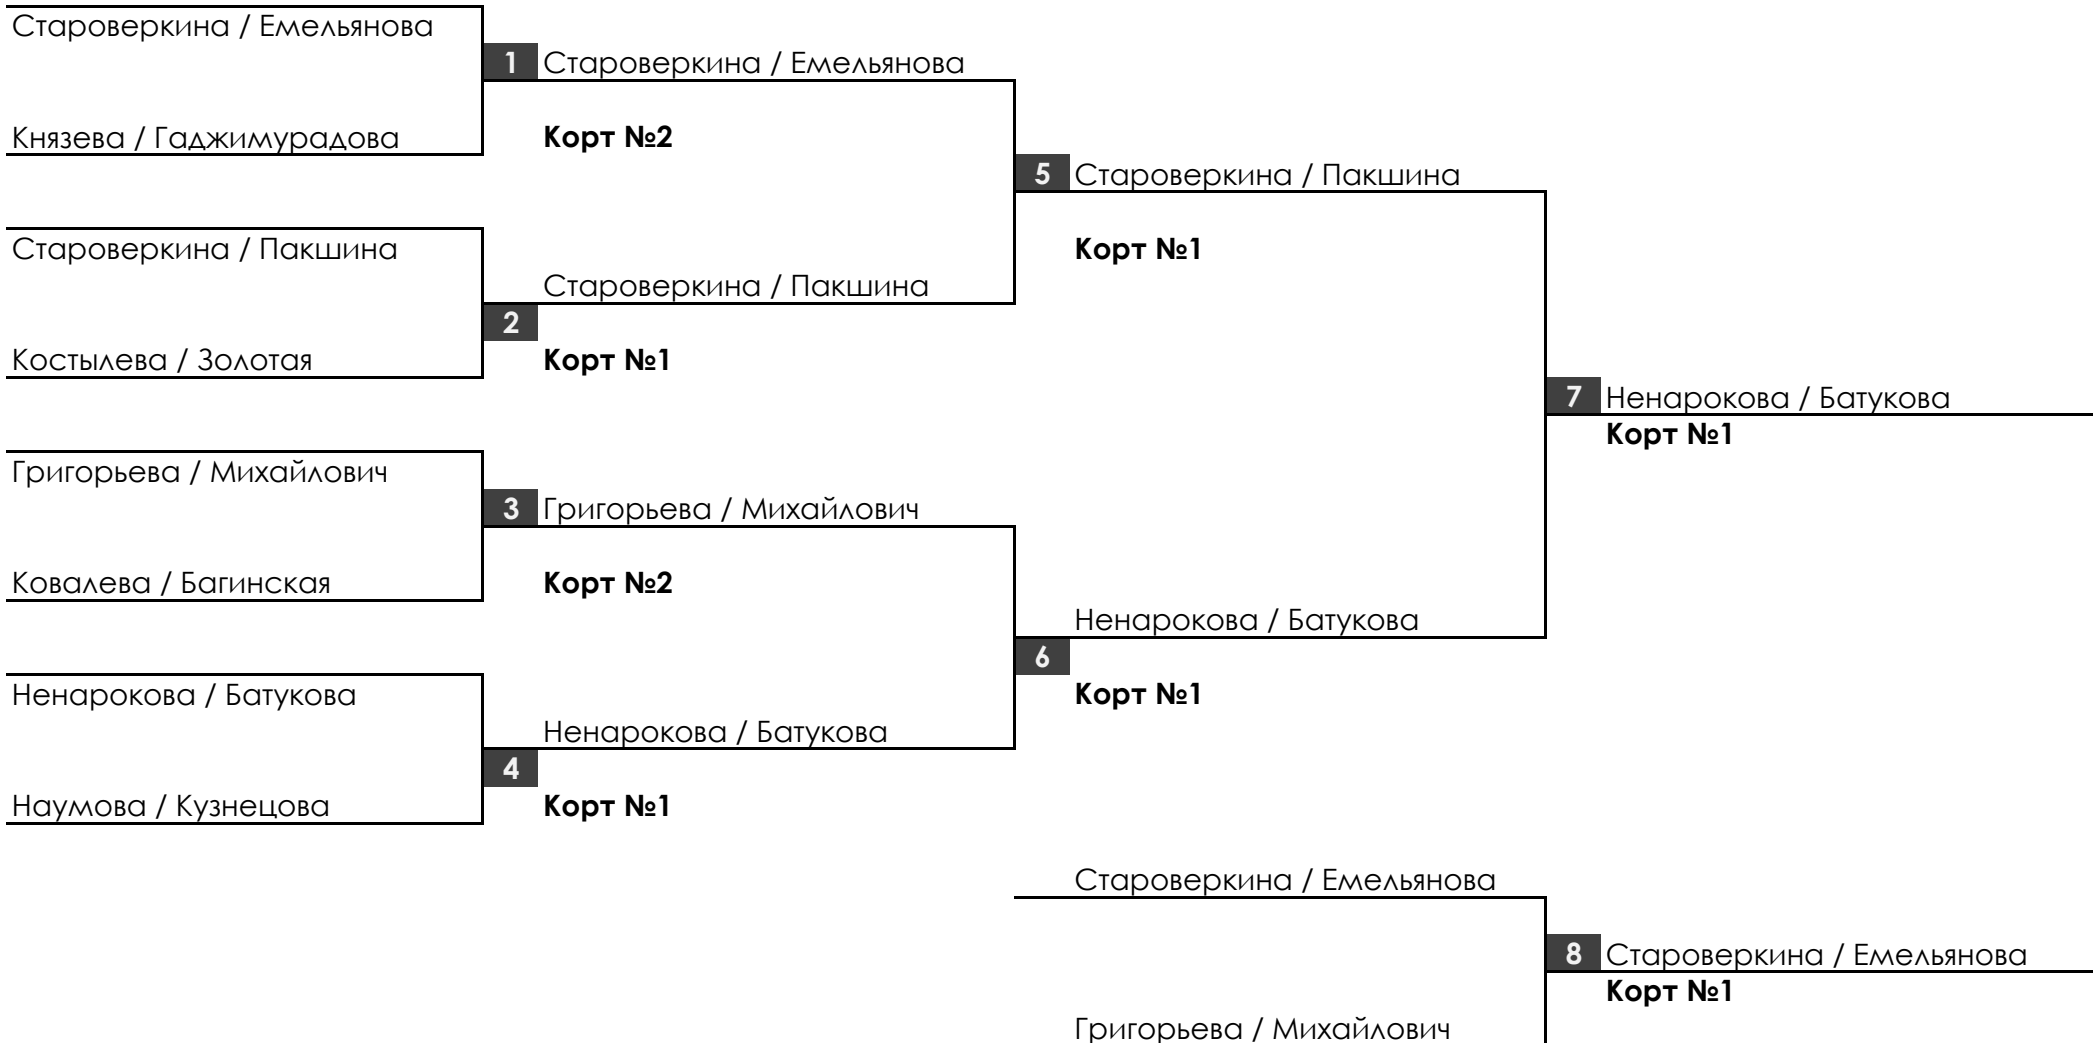 Староверкина / Емельянова
1 Староверкина / Емельянова
Князева / Гаджимурадова
Корт №2
5 Староверкина / Пакшина
Староверкина / Пакшина
Корт №1
Староверкина / Пакшина
2
Костылева / Золотая
Корт №1
7 Ненарокова / Батукова
Корт №1
Григорьева / Михайлович
3 Григорьева / Михайлович
Ковалева / Багинская
Корт №2
Ненарокова / Батукова
6
Ненарокова / Батукова
Корт №1
Ненарокова / Батукова
4
Наумова / Кузнецова
Корт №1
Староверкина / Емельянова
8 Староверкина / Емельянова
Корт №1
Григорьева / Михайлович